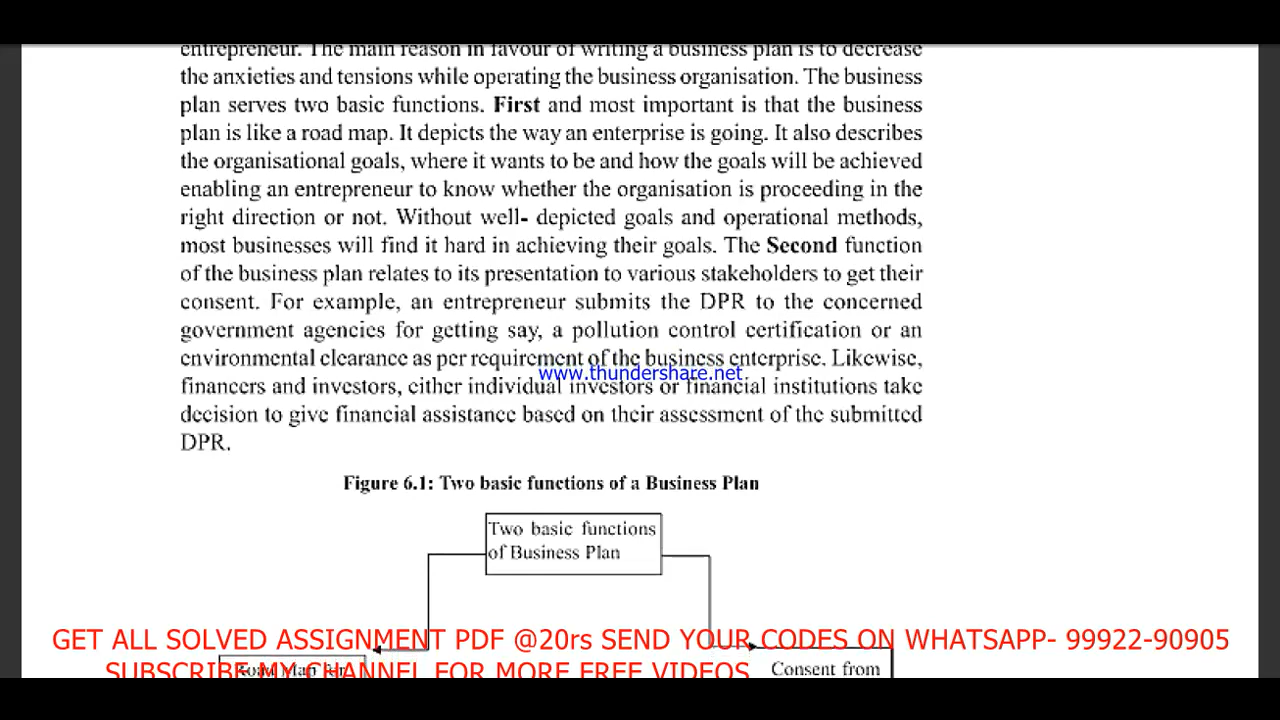 entrepreneur. The main reason in favour of writing a business plan is to decrease
the anxieties and tensions while operating the business organisation. The business
plan serves two basic functions. First and most important is that the business
plan is like a road map. It depicts the way an enterprise is going. It also describes
the organisational goals, where it wants to be and how the goals will be achieved
enabling an entrepreneur to know whether the organisation is proceeding in the
right direction or not. Without well- depicted goals and operational methods,
most businesses will find it hard in achieving their goals. The Second function
of the business plan relates to its presentation to various stakeholders to get their
consent. For example, an entrepreneur submits the DPR to the concerned
government agencies for getting say, a pollution control certification or an
environmental clearance as per requirement of the business enterprise. Likewise,
www.thundershare.net
financers and investors, either individual investors or financial institutions take
decision to give financial assistance based on their assessment of the submitted
DPR.
Figure 6.1: Two basic functions of a Business Plan
Two basic functions
of Business Plan
GET ALL SOLVED ASSIGNMENT PDF @20rs SEND YOUR CODES ON WHATSAPP- 99922-90905
SUBSCRIBE MY CHANNEL FOR MORE FREE VIDEOS
Road Map for
Consent from